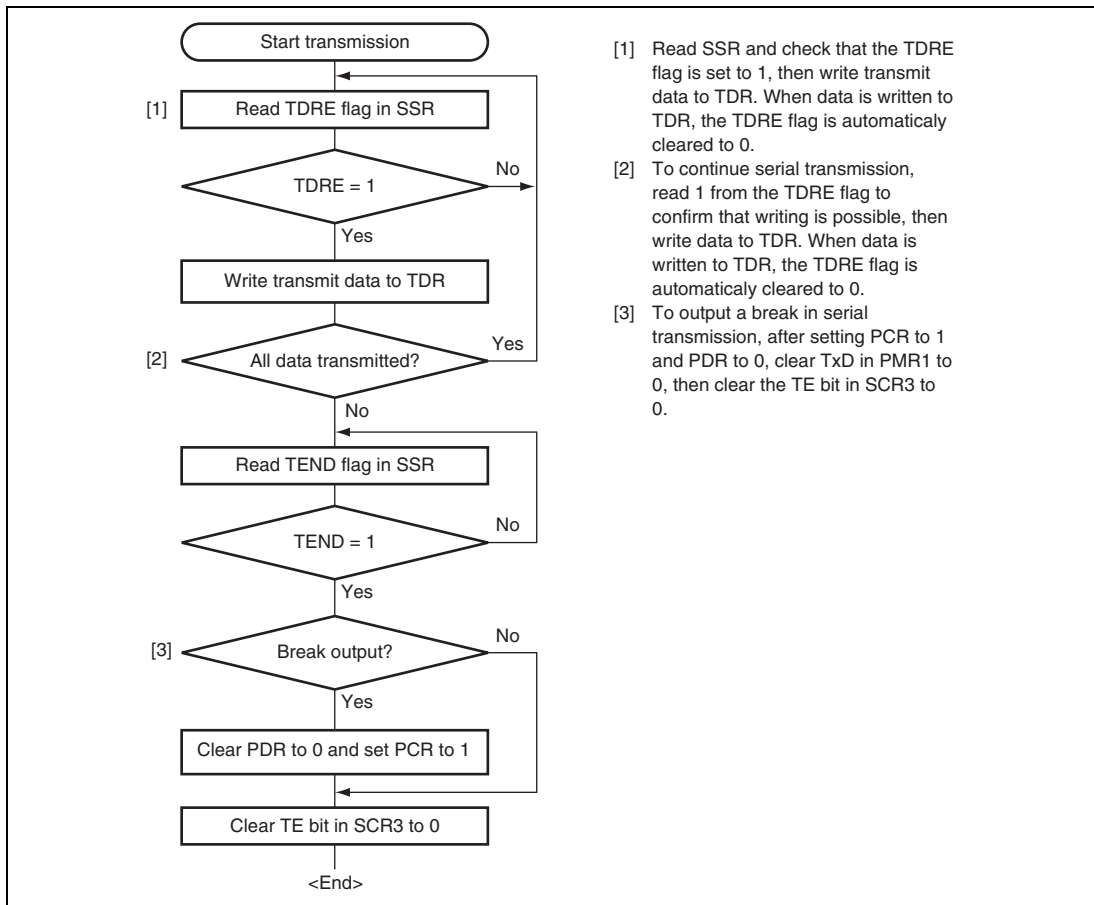 Start transmission
[1]
Read TDRE flag in SSR
No
TDRE = 1
Yes
Write transmit data to TDR
Yes
[2]
All data transmitted?
No
Read TEND flag in SSR
No
TEND = 1
Yes
No
[3]
Break output?
Yes
Clear PDR to 0 and set PCR to 1
Clear TE bit in SCR3 to 0
<End>
[1] Read SSR and check that the TDRE
flag is set to 1, then write transmit
data to TDR. When data is written to
TDR, the TDRE flag is automaticaly
cleared to 0.
[2] To continue serial transmission,
read 1 from the TDRE flag to
confirm that writing is possible, then
write data to TDR. When data is
written to TDR, the TDRE flag is
automaticaly cleared to 0.
[3] To output a break in serial
transmission, after setting PCR to 1
and PDR to 0, clear TxD in PMR1 to
0, then clear the TE bit in SCR3 to
0.